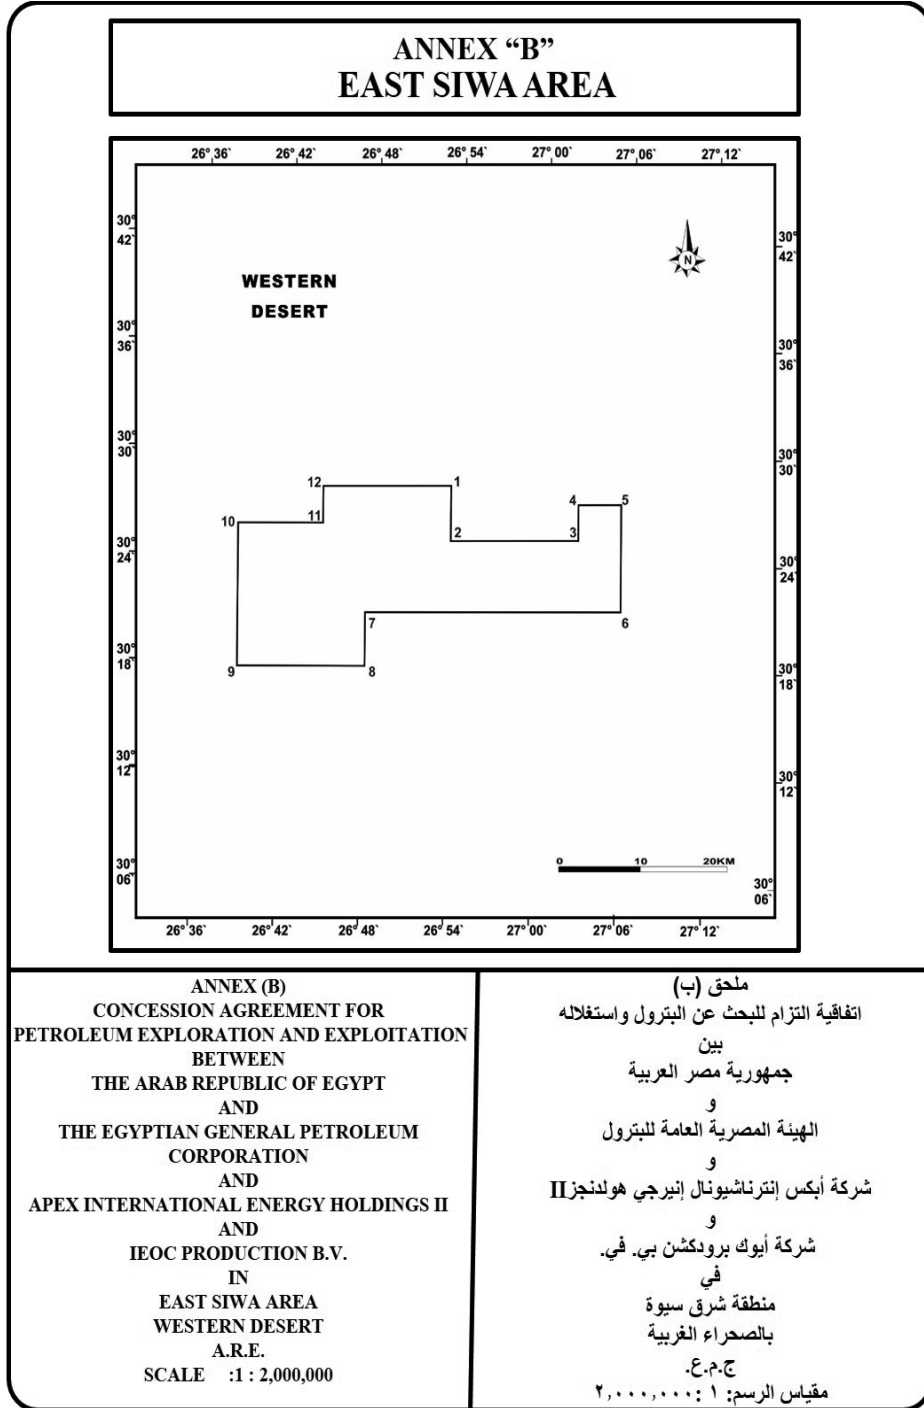 ANNEX “B”
EAST SIWA AREA
26° 36` 26° 42` 26° 48` 26° 54` 27° 00` 27° 06` 27° 12`
30°
42`
30°
42`
N
WESTERN
DESERT
30°
36`
30°
36`
30°
30`
30°
30`
12 1
4 5
10 11
2 3
30°
24`
30°
24`
7 6
30°
18`
30°
18`
9 8
30°
12`
30°
12`
0 10 20KM
30°
06`
30°
06`
26° 36` 26° 42` 26° 48` 26° 54` 27° 00` 27° 06` 27° 12`
ANNEX (B)
CONCESSION AGREEMENT FOR
PETROLEUM EXPLORATION AND EXPLOITATION
BETWEEN
THE ARAB REPUBLIC OF EGYPT
AND
THE EGYPTIAN GENERAL PETROLEUM
CORPORATION
AND
APEX INTERNATIONAL ENERGY HOLDINGS II
AND
IEOC PRODUCTION B.V.
IN
EAST SIWA AREA
WESTERN DESERT
A.R.E.
SCALE :1 : 2,000,000
ملحق (ب)
اتفاقية التزام للبحث عن البترول واستغلاله
بين
جمهورية مصر العربية
و
الهيئة المصرية العامة للبترول
و
شركة أبكس إنترناشيونال إنيرجي هولدنجز II
و
شركة أيوك برودكشن بي. في.
في
منطقة شرق سيوة
بالصحراء الغربية
ج.م.ع.
مقياس الرسم: ١ :٢,٠٠٠,٠٠٠